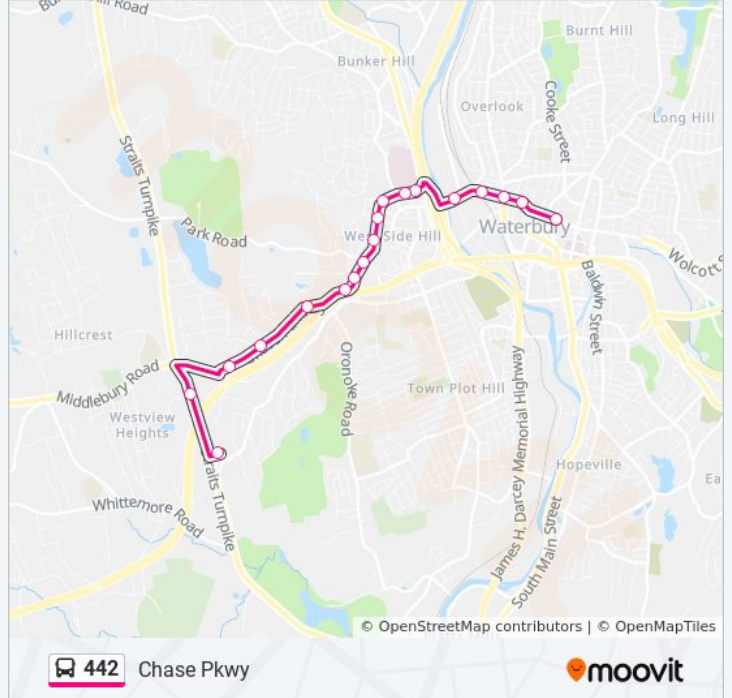 Road
Burnt Hill
Bunker Hill
Overlook
Cooke Street
Long Hill
Straits Turnpike
Park Road
West Side Hill
Waterbury
Wolcott S
Baldwin Street
Hillcrest
Middlebury Road
Oronoke Road
Town Plot Hill
Westview
Heights
James H. Darcey Memorial Highway
Hopeville
Ea
Straits Turnpike
Whittemore Road
South Main Street
© OpenStreetMap contributors | © OpenMapTiles
442 Chase Pkwy
moovit